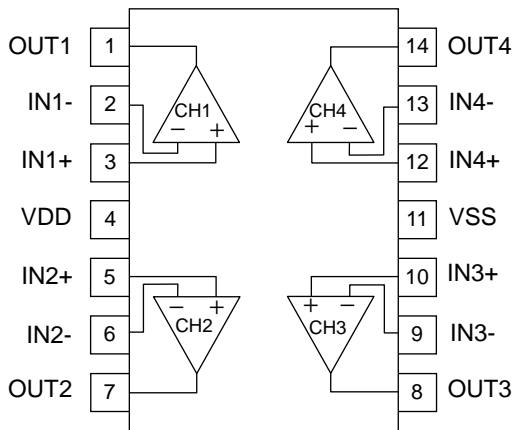 OUT1 1 14 OUT4
IN1- 2 CH1 CH4 13 IN4-
− + + −
IN1+ 3 12 IN4+
VDD 4 11 VSS
IN2+ 5 10 IN3+
− + + −
IN2- 6 CH2 CH3 9 IN3-
OUT2 7 8 OUT3